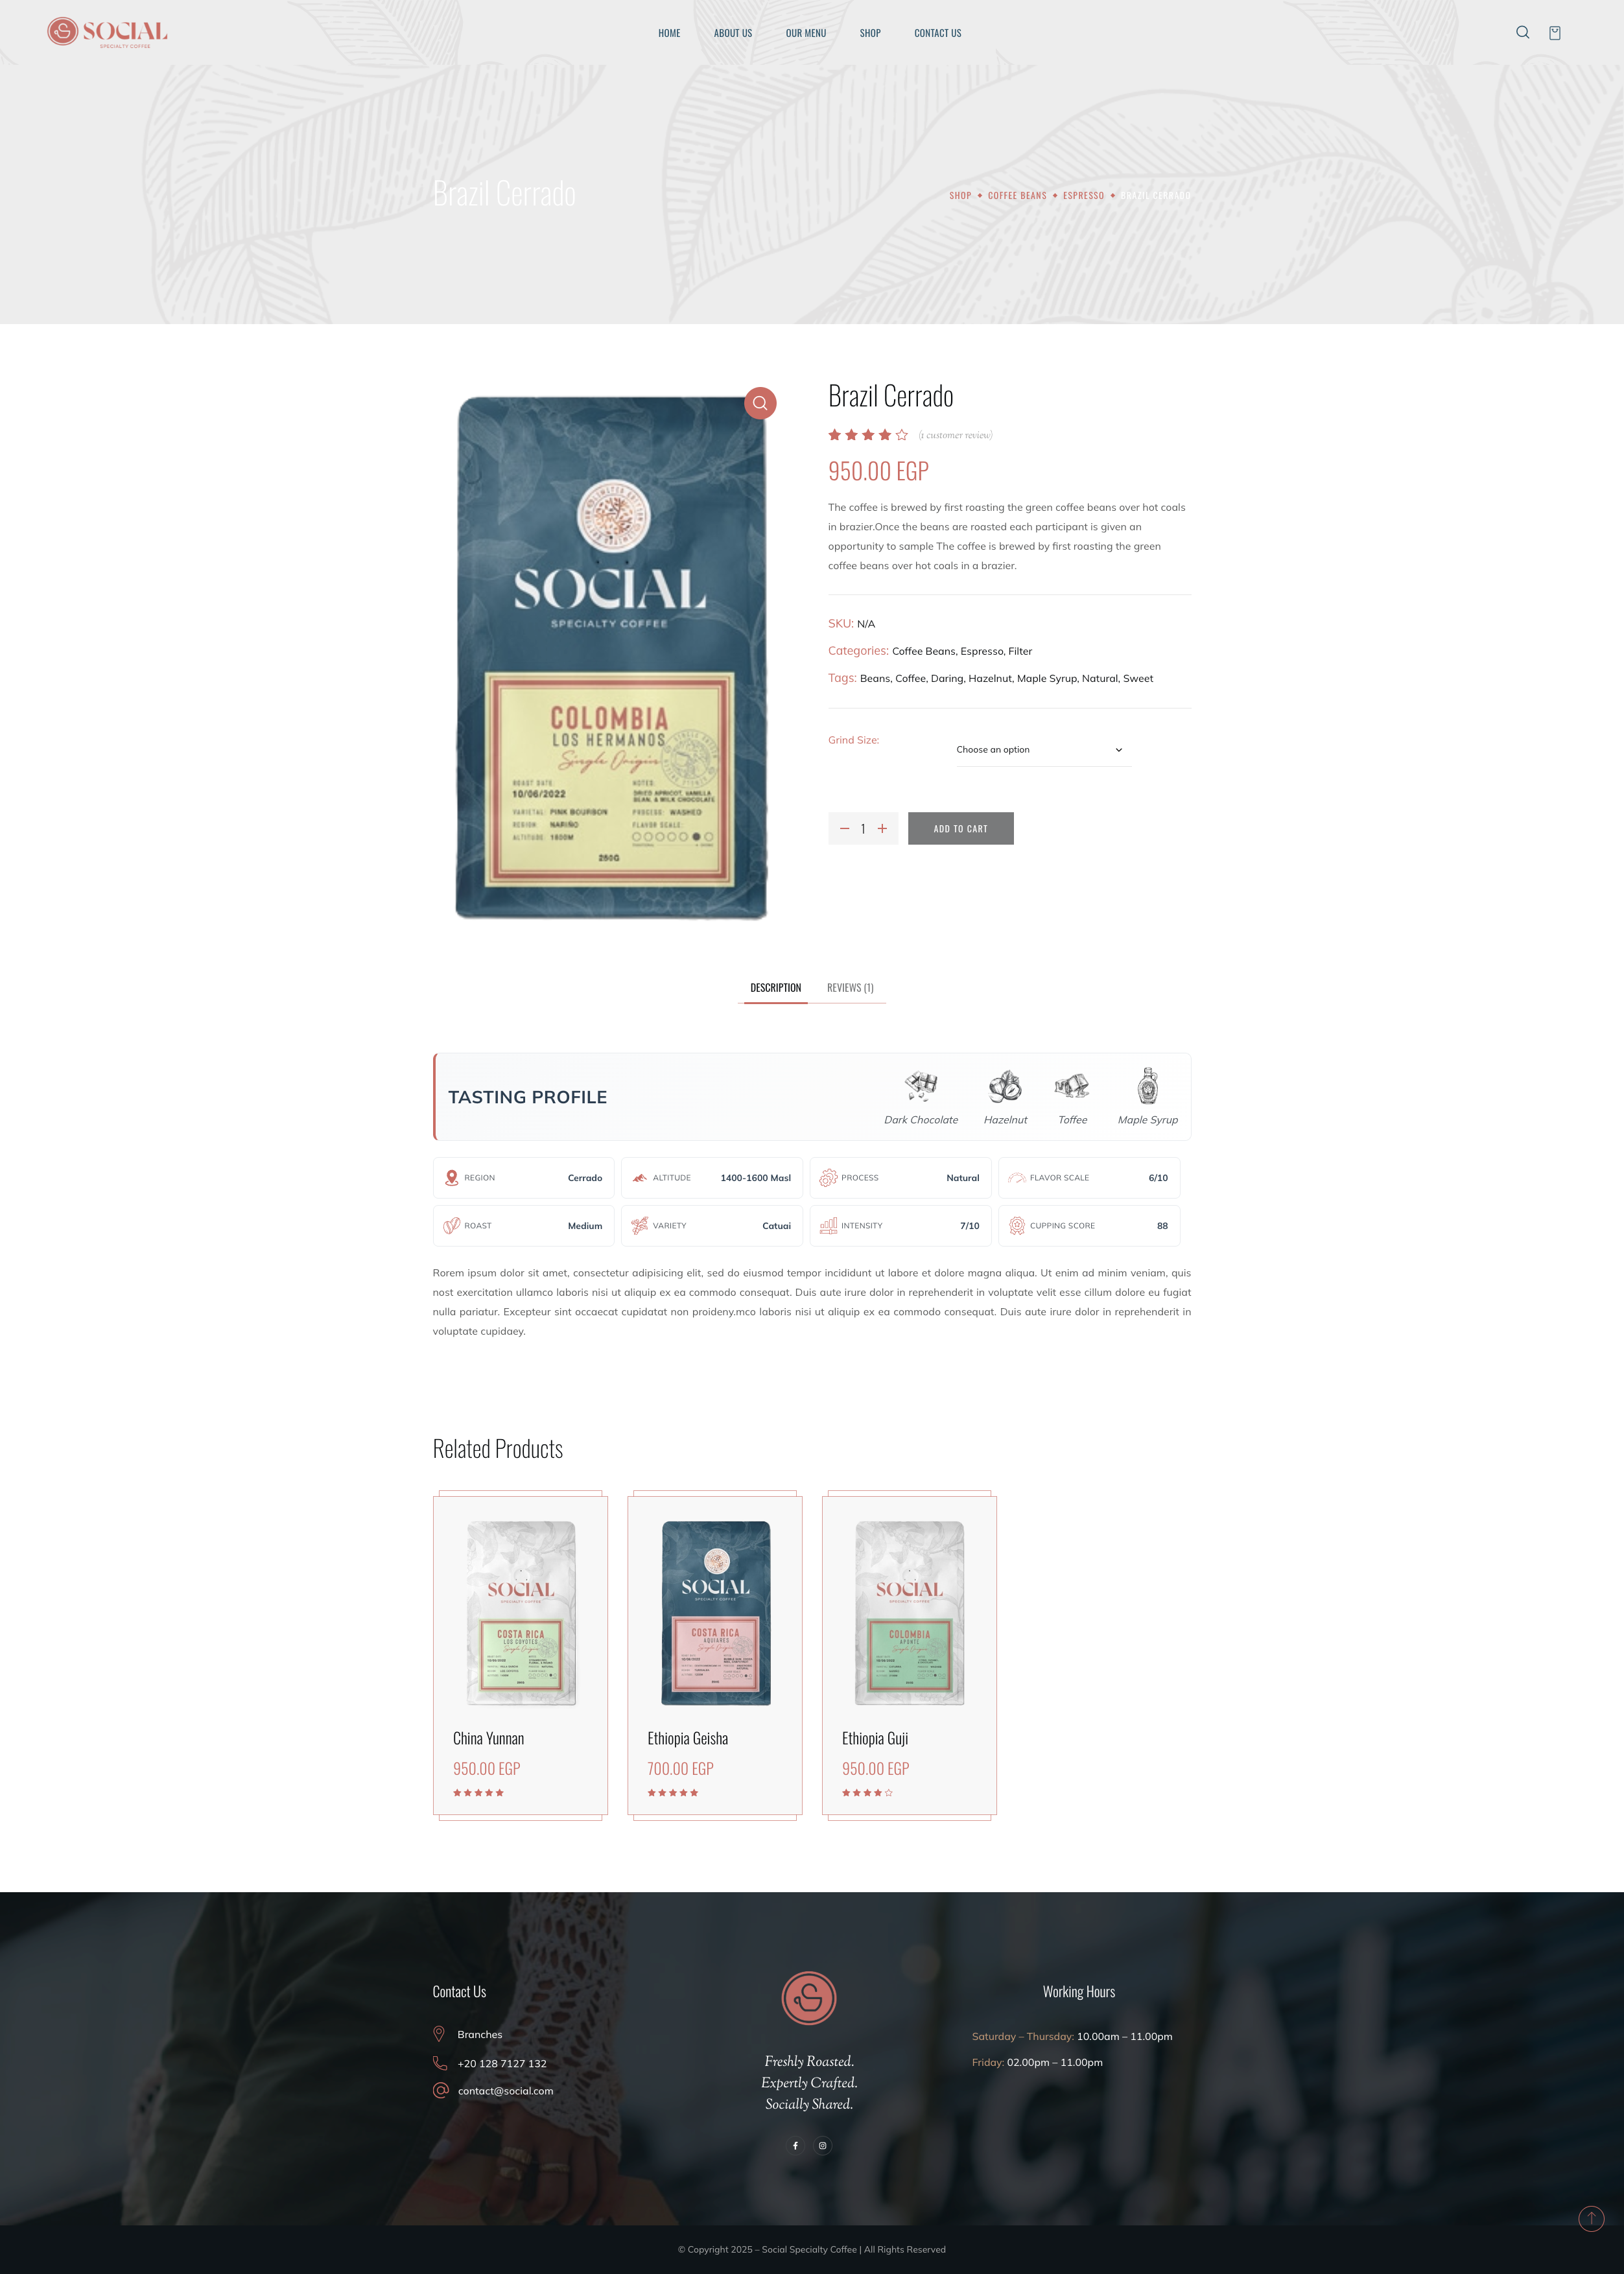 SOCIAL
SPECIALTY COFFEE
HOME ABOUT US OUR MENU SHOP CONTACT US
Brazil Cerrado
SHOP COFFEE BEANS ESPRESSO BRAZIL CERRADO
Brazil Cerrado
(1 customer review)
950.00 EGP
The coffee is brewed by first roasting the green coffee beans over hot coals
in brazier.Once the beans are roasted each participant is given an
opportunity to sample The coffee is brewed by first roasting the green
coffee beans over hot coals in a brazier.
SKU: N/A
Categories: Coffee Beans, Espresso, Filter
Tags: Beans, Coffee, Daring, Hazelnut, Maple Syrup, Natural, Sweet
Grind Size:
Choose an option
1
ADD TO CART
SOCIAL
SPECIALTY COFFEE
COLOMBIA
LOS HERMANOS
Single Origin
ROAST DATE:
10/06/2022
NOTES:
DRIED APRICOT, VANILLA
BEAN, & MILK CHOCOLATE
VARIETAL: PINK BOURBON
PROCESS: WASHED
REGION: NARIÑO
FLAVOR SCALE:
ALTITUDE: 1800M
250G
DESCRIPTION REVIEWS (1)
TASTING PROFILE
Dark Chocolate Hazelnut Toffee Maple Syrup
REGION Cerrado ALTITUDE 1400-1600 Masl PROCESS Natural FLAVOR SCALE 6/10
ROAST Medium VARIETY Catuai INTENSITY 7/10 CUPPING SCORE 88
Rorem ipsum dolor sit amet, consectetur adipisicing elit, sed do eiusmod tempor incididunt ut labore et dolore magna aliqua. Ut enim ad minim veniam, quis
nost exercitation ullamco laboris nisi ut aliquip ex ea commodo consequat. Duis aute irure dolor in reprehenderit in voluptate velit esse cillum dolore eu fugiat
nulla pariatur. Excepteur sint occaecat cupidatat non proideny.mco laboris nisi ut aliquip ex ea commodo consequat. Duis aute irure dolor in reprehenderit in
voluptate cupidaey.
Related Products
SOCIAL
SPECIALTY COFFEE
COSTA RICA
LOS COYOTES
Single Origin
China Yunnan
950.00 EGP
SOCIAL
SPECIALTY COFFEE
COSTA RICA
AQUIARES
Single Origin
Ethiopia Geisha
700.00 EGP
SOCIAL
SPECIALTY COFFEE
COLOMBIA
APONTE
Single Origin
Ethiopia Guji
950.00 EGP
Contact Us
Branches
+20 128 7127 132
contact@social.com
Freshly Roasted.
Expertly Crafted.
Socially Shared.
Working Hours
Saturday – Thursday: 10.00am – 11.00pm
Friday: 02.00pm – 11.00pm
© Copyright 2025 – Social Specialty Coffee | All Rights Reserved